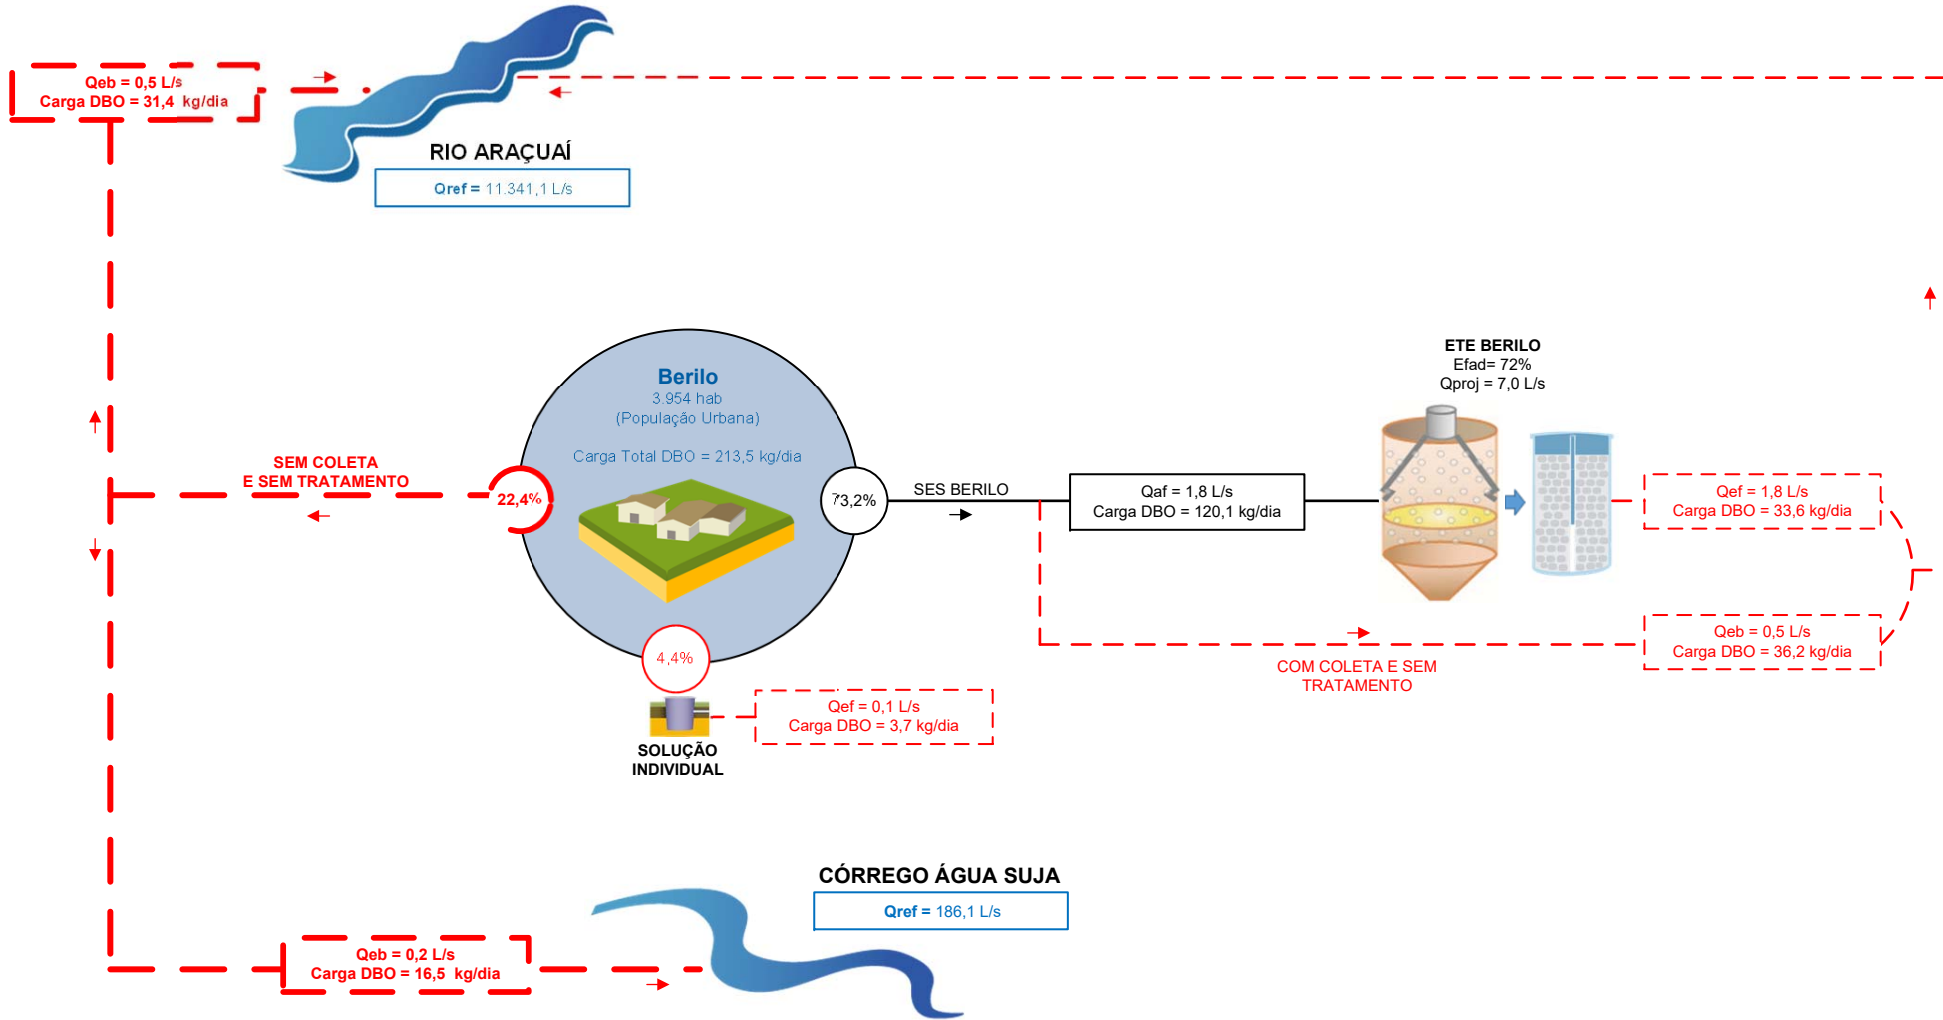 Qeb = 0,5 L/s
Carga DBO = 31,4 kg/dia
RIO ARAÇUAÍ
Qref = 11.341,1 L/s
Berilo
3.954 hab
(População Urbana)
Carga Total DBO = 213,5 kg/dia
SEM COLETA
E SEM TRATAMENTO
22,4%
73,2%
SES BERILO
Qaf = 1,8 L/s
Carga DBO = 120,1 kg/dia
ETE BERILO
Efad= 72%
Qproj = 7,0 L/s
Qef = 1,8 L/s
Carga DBO = 33,6 kg/dia
Qeb = 0,5 L/s
Carga DBO = 36,2 kg/dia
COM COLETA E SEM
TRATAMENTO
4,4%
Qef = 0,1 L/s
Carga DBO = 3,7 kg/dia
SOLUÇÃO
INDIVIDUAL
CÓRREGO ÁGUA SUJA
Qref = 186,1 L/s
Qeb = 0,2 L/s
Carga DBO = 16,5 kg/dia